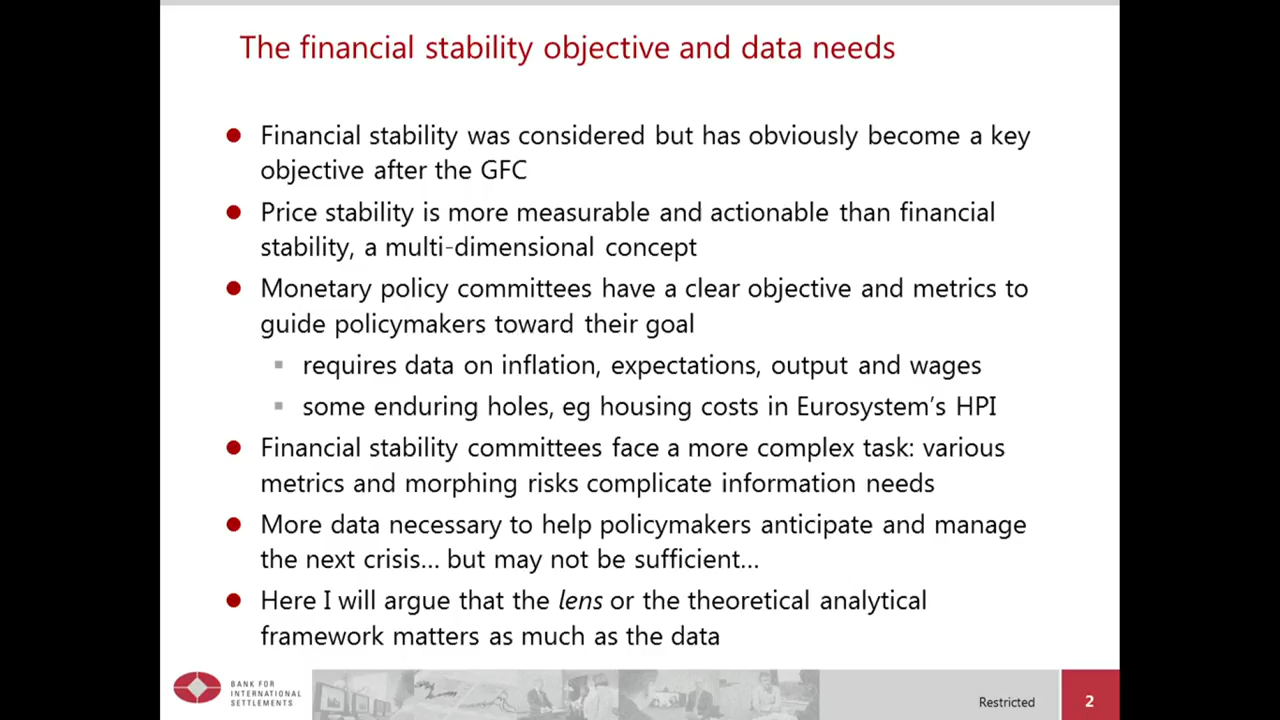 The financial stability objective and data needs
Financial stability was considered but has obviously become a key
objective after the GFC
Price stability is more measurable and actionable than financial
stability, a multi-dimensional concept
Monetary policy committees have a clear objective and metrics to
guide policymakers toward their goal
requires data on inflation, expectations, output and wages
some enduring holes, eg housing costs in Eurosystem's HPI
Financial stability committees face a more complex task: various
metrics and morphing risks complicate information needs
More data necessary to help policymakers anticipate and manage
the next crisis... but may not be sufficient...
Here I will argue that the lens or the theoretical analytical
framework matters as much as the data
BANK FOR
INTERNATIONAL
SETTLEMENTS
Restricted
2